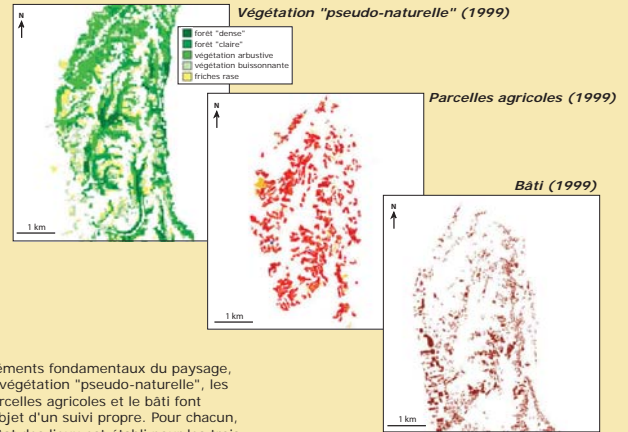 Végétation "pseudo-naturelle" (1999)
N
forêt "dense"
forêt "claire"
végétation arbustive
végétation buissonnante
friches rase
1 km
Parcelles agricoles (1999)
N
1 km
Bâti (1999)
N
1 km
éments fondamentaux du paysage,
végétation "pseudo-naturelle", les
rcelles agricoles et le bâti font
bjet d'un suivi propre. Pour chacun,